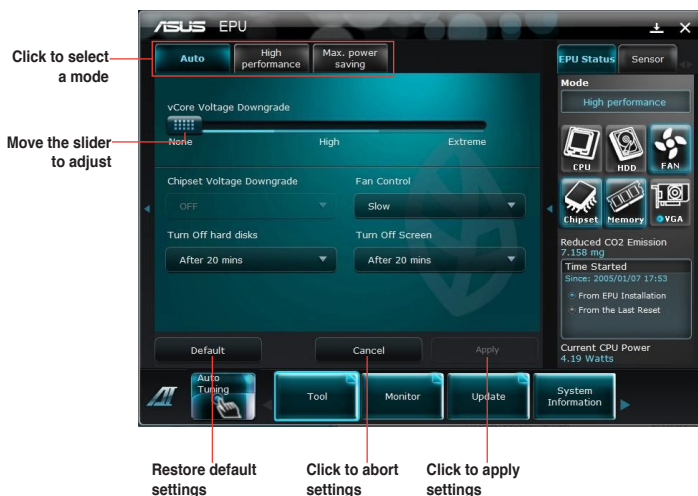 ASUS EPU
Click to select
a mode
Auto
High
performance
Max. power
saving
EPU Status
Sensor
vCore Voltage Downgrade
Move the slider
to adjust
None
High
Extreme
Chipset Voltage Downgrade
Fan Control
OFF
Slow
Turn Off hard disks
Turn Off Screen
After 20 mins
After 20 mins
Default
Cancel
Apply
Mode
High performance
CPU
HDD
FAN
Chipset
Memory
VGA
Reduced CO2 Emission
7.158 mg
Time Started
Since: 2005/01/07 17:53
From EPU Installation
From the Last Reset
Current CPU Power
4.19 Watts
Auto
Tuning
Tool
Monitor
Update
System
Information
Restore default
settings
Click to abort
settings
Click to apply
settings